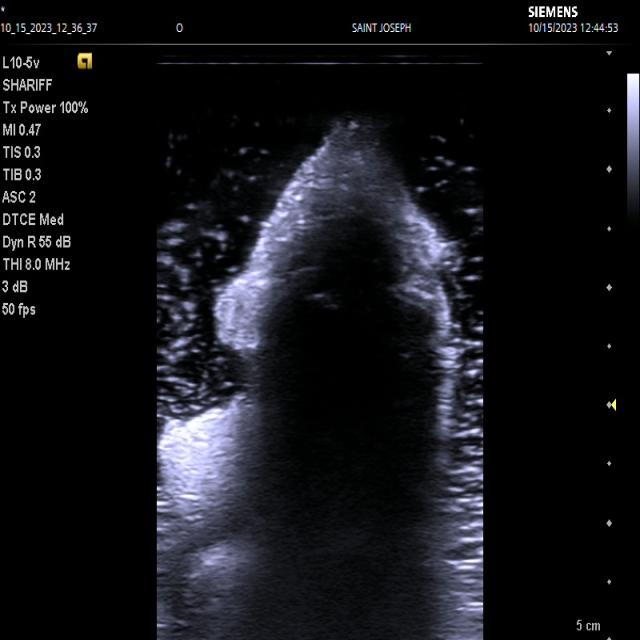 *
SIEMENS
10_15_2023_12_36_37 O SAINT JOSEPH 10/15/2023 12:44:53
L10-5v
SHARIFF
Tx Power 100%
MI 0.47
TIS 0.3
TIB 0.3
ASC 2
DTCE Med
Dyn R 55 dB
THI 8.0 MHz
3 dB
50 fps
5 cm